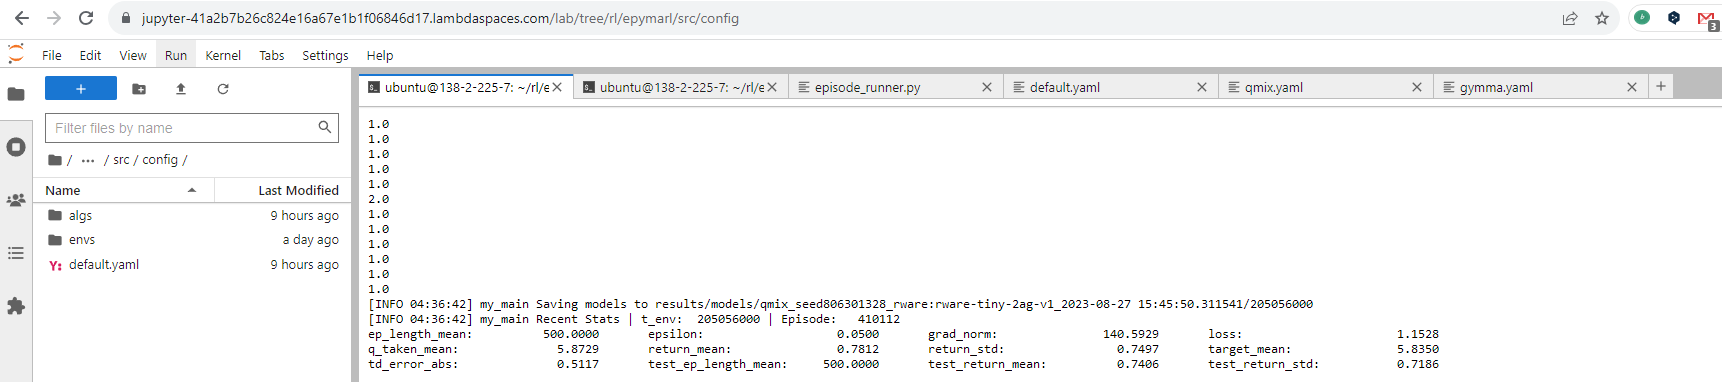 jupyter-41a2b7b26c824e16a67e1b1f06846d17.lambdaspaces.com/lab/tree/rl/epymarl/src/config
3
File Edit View Run Kernel Tabs Settings Help
+
ubuntu@138-2-225-7: ~/rl/e
ubuntu@138-2-225-7: ~/rl/e
episode_runner.py
default.yaml
qmix.yaml
gymma.yaml
Filter files by name
/ ... / src / config /
Name Last Modified
algs 9 hours ago
envs a day ago
Y: default.yaml 9 hours ago
1.0
1.0
1.0
1.0
1.0
2.0
1.0
1.0
1.0
1.0
1.0
1.0
[INFO 04:36:42] my_main Saving models to results/models/qmix_seed806301328_rware:rware-tiny-2ag-v1_2023-08-27 15:45:50.311541/205056000
[INFO 04:36:42] my_main Recent Stats | t_env: 205056000 | Episode: 410112
ep_length_mean: 500.0000 epsilon: 0.0500 grad_norm: 140.5929 loss: 1.1528
q_taken_mean: 5.8729 return_mean: 0.7812 return_std: 0.7497 target_mean: 5.8350
td_error_abs: 0.5117 test_ep_length_mean: 500.0000 test_return_mean: 0.7406 test_return_std: 0.7186